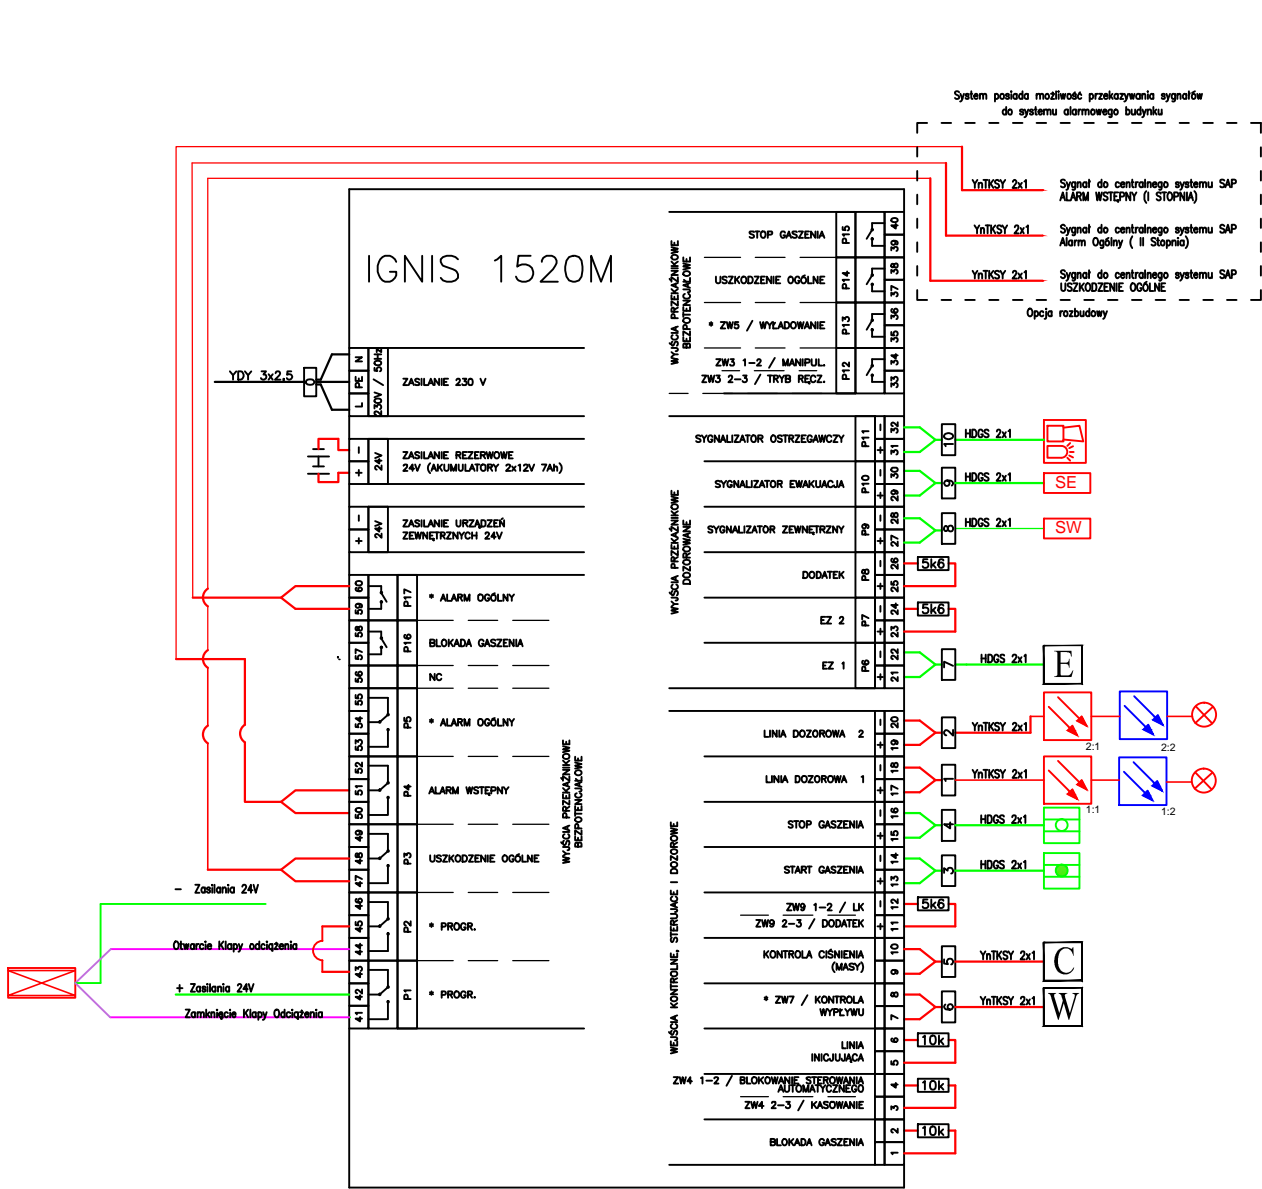 System posiada możliwość przekazywania sygnałów
do systemu alarmowego budynku
YnTKSY 2x1
Sygnał do centralnego systemu SAP
ALARM WSTĘPNY (I STOPNIA)
YnTKSY 2x1
Sygnał do centralnego systemu SAP
Alarm Ogólny ( II Stopnia)
YnTKSY 2x1
Sygnał do centralnego systemu SAP
USZKODZENIE OGÓLNE
Opcja rozbudowy
IGNIS 1520M
YDY 3x2,5
N
PE
L
230V / 50Hz
ZASILANIE 230 V
-
+
24V
ZASILANIE REZERWOWE
24V (AKUMULATORY 2x12V 7Ah)
-
+
24V
ZASILANIE URZĄDZEŃ
ZEWNĘTRZNYCH 24V
60
59
P17
* ALARM OGÓLNY
58
57
P16
BLOKADA GASZENIA
56
NC
55
54
53
P5
* ALARM OGÓLNY
52
51
50
P4
ALARM WSTĘPNY
49
48
47
P3
USZKODZENIE OGÓLNE
46
45
44
P2
* PROGR.
43
42
41
P1
* PROGR.
WYJŚCIA PRZEKAŹNIKOWE
BEZPOTENCJAŁOWE
- Zasilania 24V
Otwarcie Klapy odciążenia
+ Zasilania 24V
Zamknięcie Klapy Odciążenia
WYJŚCIA PRZEKAŹNIKOWE
BEZPOTENCJAŁOWE
STOP GASZENIA
P15
40
39
USZKODZENIE OGÓLNE
P14
38
37
* ZW5 / WYŁADOWANIE
P13
36
35
ZW3 1-2 / MANIPUL.
ZW3 2-3 / TRYB RĘCZ.
P12
34
33
WYJŚCIA PRZEKAŹNIKOWE
DOZOROWANE
SYGNALIZATOR OSTRZEGAWCZY
P11
-
+
32
31
10
HDGS 2x1
SYGNALIZATOR EWAKUACJA
P10
-
+
30
29
9
HDGS 2x1
SE
SYGNALIZATOR ZEWNĘTRZNY
P9
-
+
28
27
8
HDGS 2x1
SW
DODATEK
P8
-
+
26
25
5k6
EZ 2
P7
-
+
24
23
5k6
EZ 1
P6
-
+
22
21
7
HDGS 2x1
E
WEJŚCIA KONTROLNE, STERUJACE I DOZOROWE
LINIA DOZOROWA 2
-
+
20
19
2
YnTKSY 2x1
2:1
2:2
LINIA DOZOROWA 1
-
+
18
17
1
YnTKSY 2x1
1:1
1:2
STOP GASZENIA
-
+
16
15
4
HDGS 2x1
START GASZENIA
-
+
14
13
3
HDGS 2x1
ZW9 1-2 / LK
ZW9 2-3 / DODATEK
-
+
12
11
5k6
KONTROLA CIŚNIENIA
(MASY)
10
9
5
YnTKSY 2x1
C
* ZW7 / KONTROLA
WYPŁYWU
8
7
6
YnTKSY 2x1
W
LINIA
INICJUJĄCA
6
5
10k
ZW4 1-2 / BLOKOWANIE STEROWANIA
AUTOMATYCZNEGO
ZW4 2-3 / KASOWANIE
4
3
10k
BLOKADA GASZENIA
2
1
10k